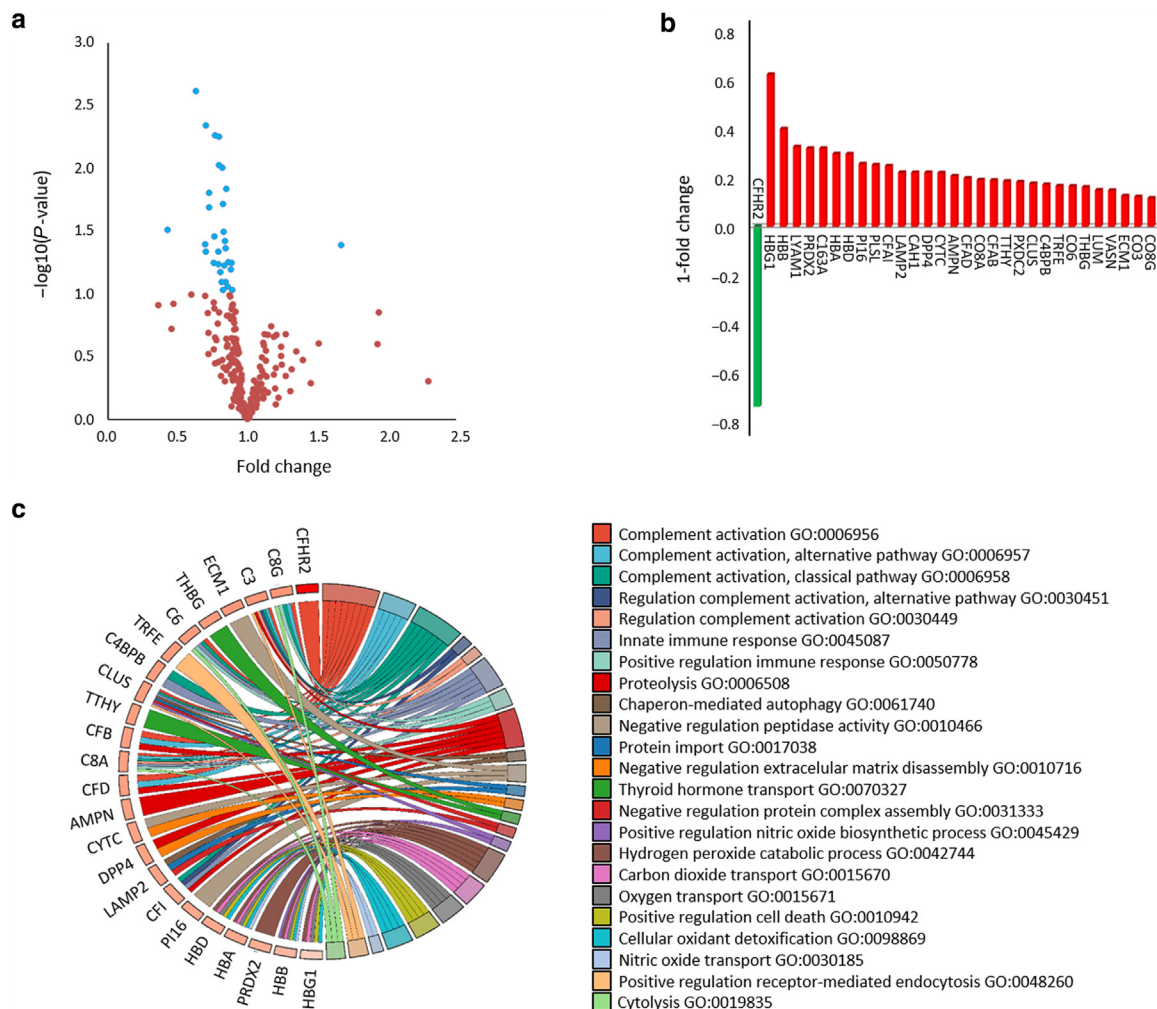 a
3.0
2.5
2.0
1.5
1.0
0.5
0.0
–log10(P-value)
0.0 0.5 1.0 1.5 2.0 2.5
Fold change
b
0.8
0.6
0.4
0.2
0.0
–0.2
–0.4
–0.6
–0.8
1-fold change
CFHR2
HBG1
HBB
LYAM1
PRDX2
C163A
HBA
HBD
PI16
PLSL
CFAI
LAMP2
CAH1
DPP4
CYTC
AMPN
CFAD
CO8A
CFAB
TTHY
PXDC2
CLUS
C4BPB
TRFE
CO6
THBG
LUM
VASN
ECM1
CO3
CO8G
c
CFHR2
C8G
C3
ECM1
THBG
C6
TRFE
C4BPB
CLUS
TTHY
CFB
C8A
CFD
AMPN
CYTC
DPP4
LAMP2
CFI
PI16
HBD
HBA
PRDX2
HBB
HBG1
Complement activation GO:0006956
Complement activation, alternative pathway GO:0006957
Complement activation, classical pathway GO:0006958
Regulation complement activation, alternative pathway GO:0030451
Regulation complement activation GO:0030449
Innate immune response GO:0045087
Positive regulation immune response GO:0050778
Proteolysis GO:0006508
Chaperon-mediated autophagy GO:0061740
Negative regulation peptidase activity GO:0010466
Protein import GO:0017038
Negative regulation extracelular matrix disassembly GO:0010716
Thyroid hormone transport GO:0070327
Negative regulation protein complex assembly GO:0031333
Positive regulation nitric oxide biosynthetic process GO:0045429
Hydrogen peroxide catabolic process GO:0042744
Carbon dioxide transport GO:0015670
Oxygen transport GO:0015671
Positive regulation cell death GO:0010942
Cellular oxidant detoxification GO:0098869
Nitric oxide transport GO:0030185
Positive regulation receptor-mediated endocytosis GO:0048260
Cytolysis GO:0019835